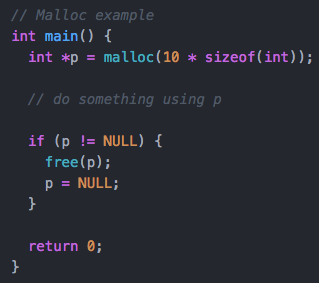 // Malloc example
int main() {
  int *p = malloc(10 * sizeof(int));

  // do something using p

  if (p != NULL) {
    free(p);
    p = NULL;
  }

  return 0;
}